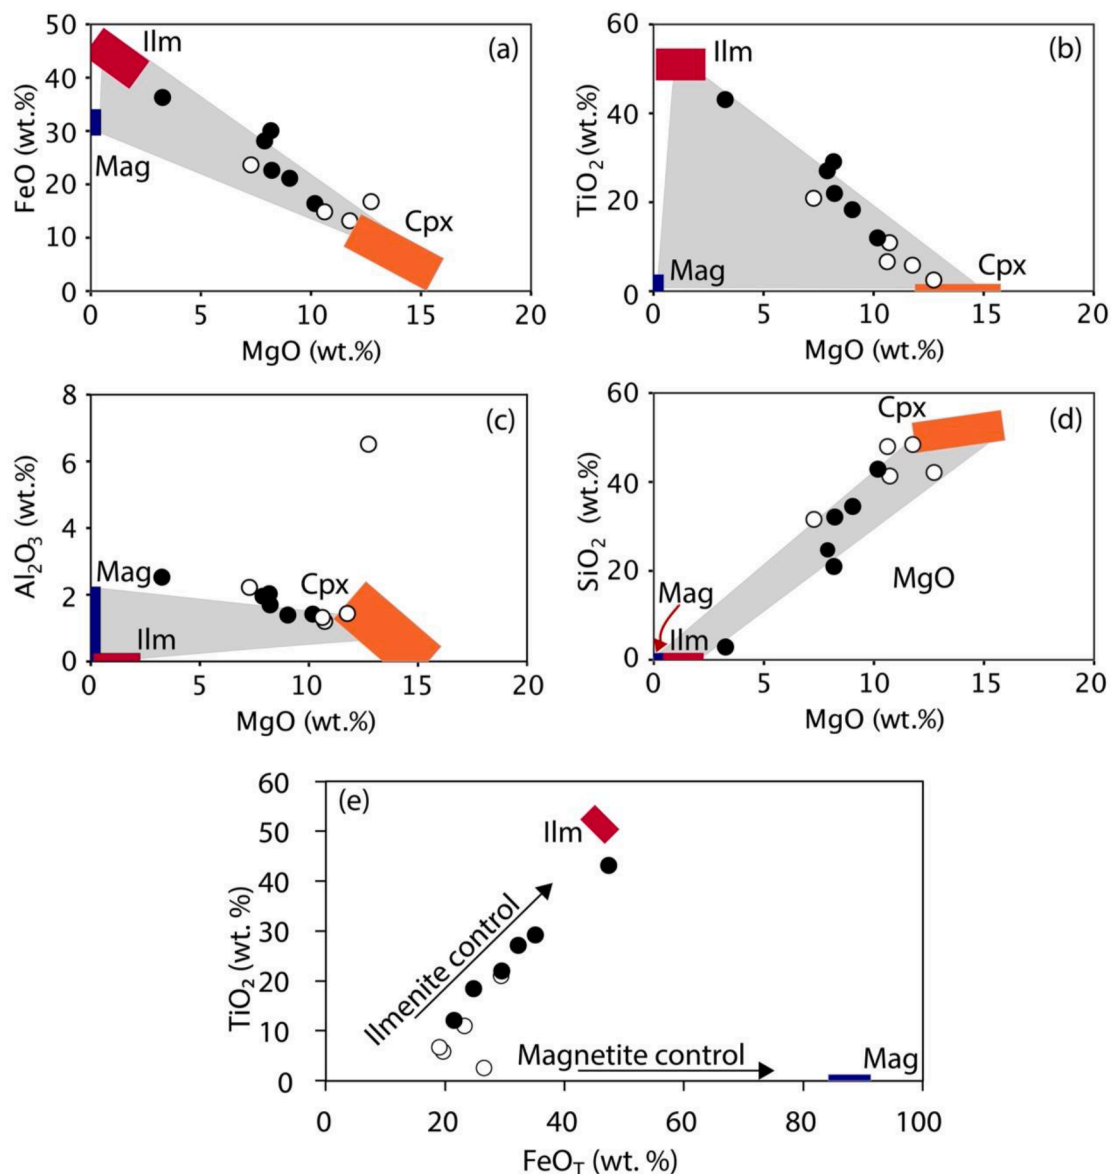 50
40
30
20
10
0
FeO (wt.%)
Ilm
(a)
Mag
Cpx
0 5 10 15 20
MgO (wt.%)
60
40
20
0
TiO2 (wt.%)
Ilm
(b)
Mag
Cpx
0 5 10 15 20
MgO (wt.%)
8
6
4
2
0
Al2O3 (wt.%)
(c)
Mag
Cpx
Ilm
0 5 10 15 20
MgO (wt.%)
60
40
20
0
SiO2 (wt.%)
Cpx
(d)
MgO
Mag
Ilm
0 5 10 15 20
MgO (wt.%)
60
50
40
30
20
10
0
TiO2 (wt. %)
(e)
Ilm
Ilmenite control
Magnetite control
Mag
0 20 40 60 80 100
FeOT (wt. %)